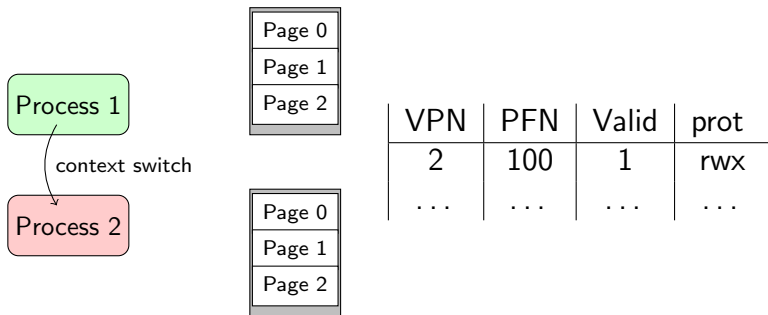 Process 1
context switch
Process 2
Page 0
Page 1
Page 2
Page 0
Page 1
Page 2
VPN PFN Valid prot
2 100 1 rwx
. . . . . . . . . . . .